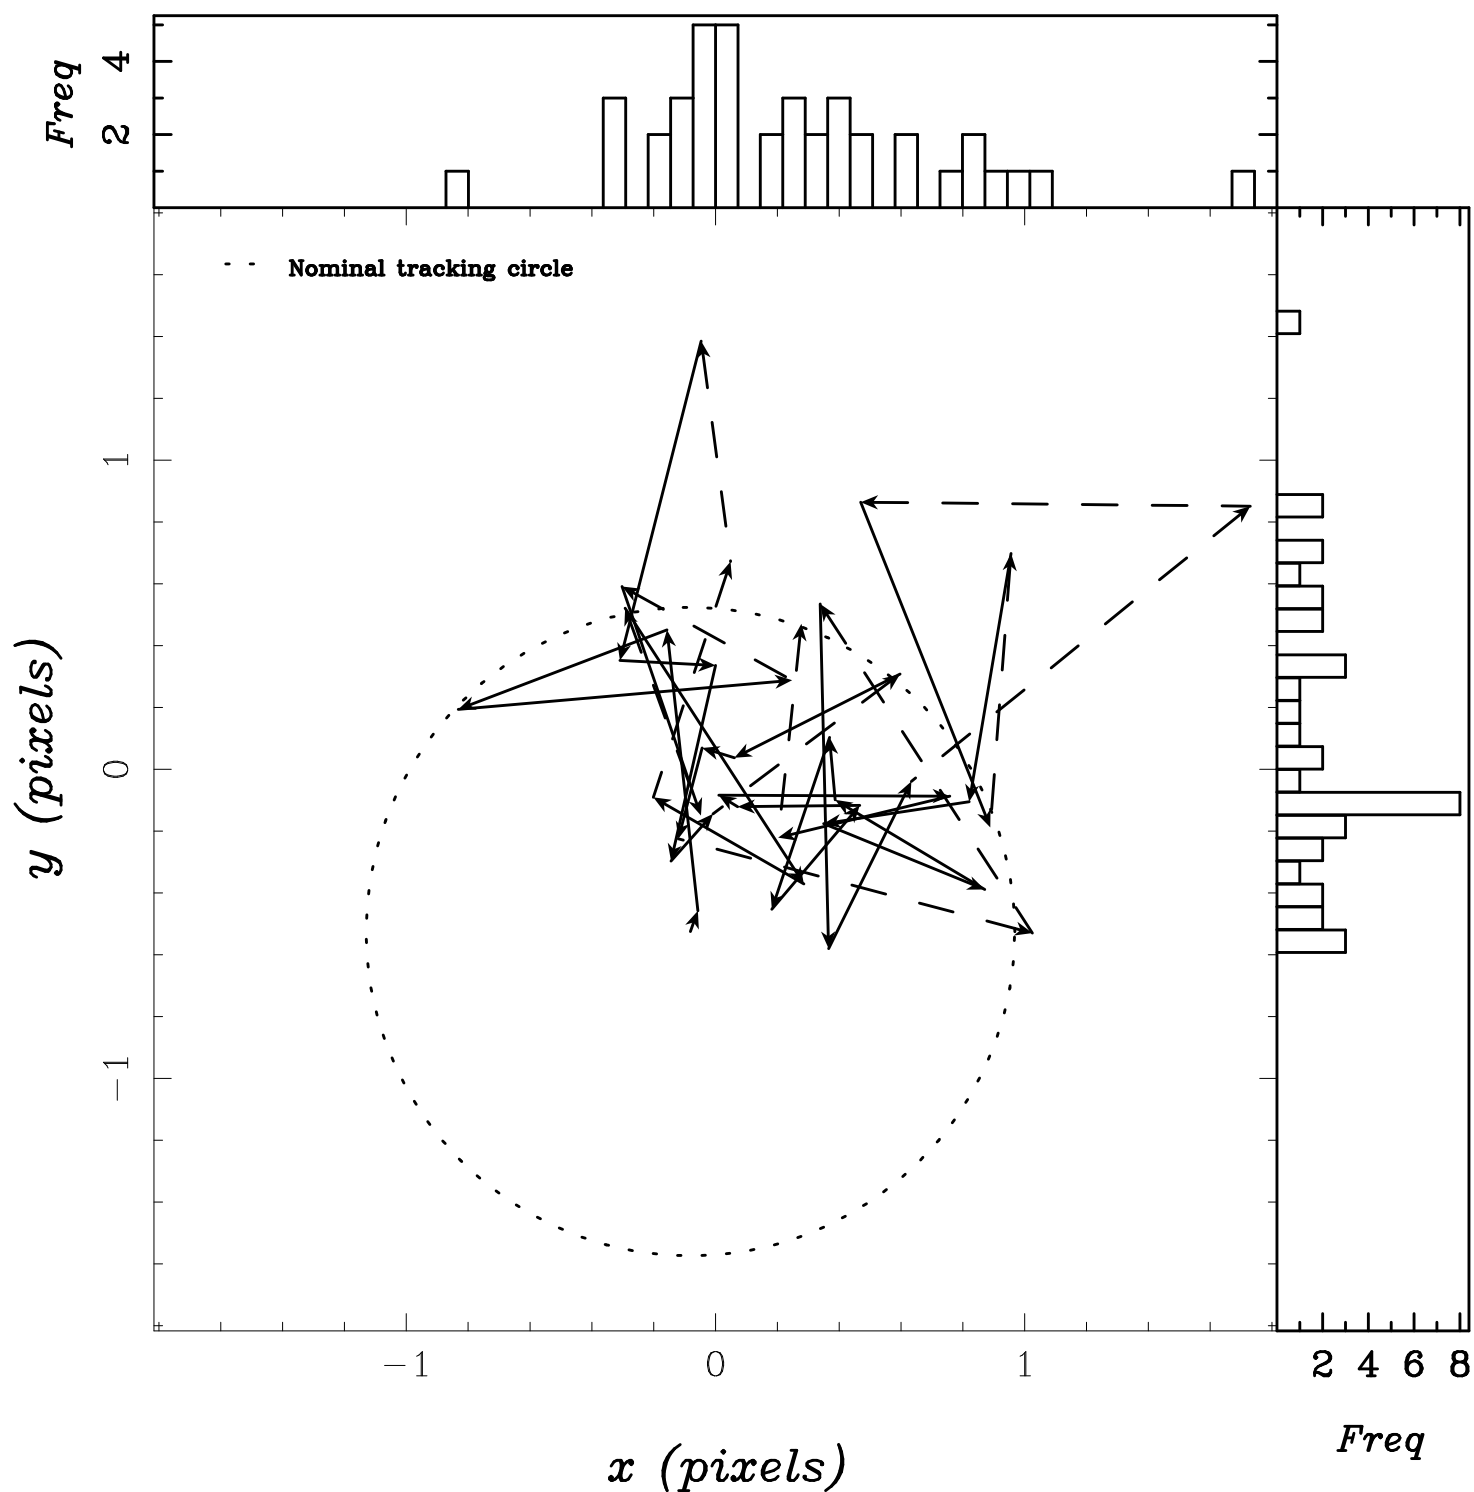 Freq
4
2
Nominal tracking circle
1
0
−1
y (pixels)
−1 0 1
2 4 6 8
Freq
x (pixels)